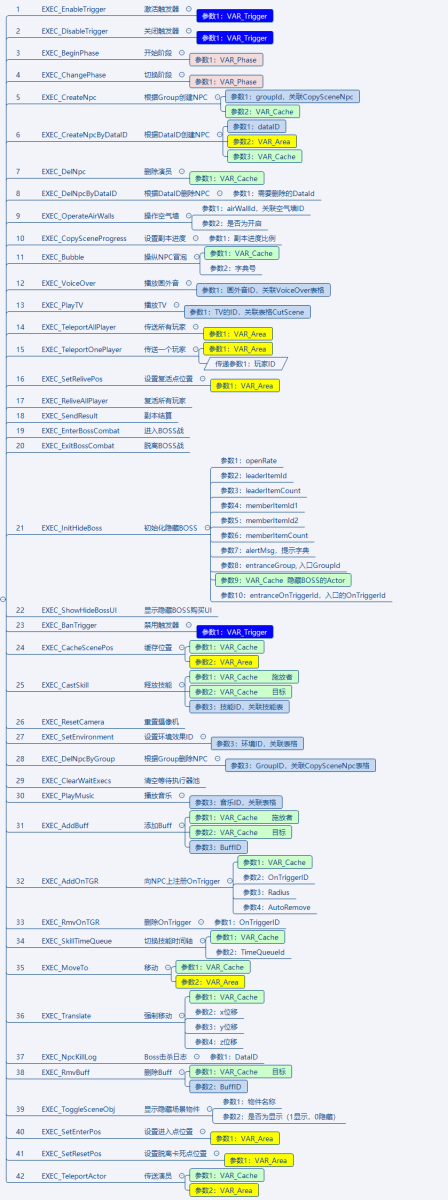 1 EXEC_EnableTrigger 激活触发器 参数1：VAR_Trigger
2 EXEC_DisableTrigger 关闭触发器 参数1：VAR_Trigger
3 EXEC_BeginPhase 开始阶段 参数1：VAR_Phase
4 EXEC_ChangePhase 切换阶段 参数1：VAR_Phase
5 EXEC_CreateNpc 根据Group创建NPC 参数1：groupId，关联CopySceneNpc
参数2：VAR_Cache
6 EXEC_CreateNpcByDataID 根据DataID创建NPC 参数1：dataID
参数2：VAR_Area
参数3：VAR_Cache
7 EXEC_DelNpc 删除演员 参数1：VAR_Cache
8 EXEC_DelNpcByDataID 根据DataID删除NPC 参数1：需要删除的DataId
9 EXEC_OperateAirWalls 操作空气墙 参数1：airWallId，关联空气墙ID
参数2：是否为开启
10 EXEC_CopySceneProgress 设置副本进度 参数1：副本进度比例
11 EXEC_Bubble 操纵NPC冒泡 参数1：VAR_Cache
参数2：字典号
12 EXEC_VoiceOver 播放画外音 参数1：画外音ID，关联VoiceOver表格
13 EXEC_PlayTV 播放TV 参数1：TV的ID，关联表格CutScene
14 EXEC_TeleportAllPlayer 传送所有玩家 参数1：VAR_Area
15 EXEC_TeleportOnePlayer 传送一个玩家 参数1：VAR_Area
传递参数1：玩家ID
16 EXEC_SetRelivePos 设置复活点位置 参数1：VAR_Area
17 EXEC_ReliveAllPlayer 复活所有玩家
18 EXEC_SendResult 副本结算
19 EXEC_EnterBossCombat 进入BOSS战
20 EXEC_ExitBossCombat 脱离BOSS战
21 EXEC_InitHideBoss 初始化隐藏BOSS 参数1：openRate
参数2：leaderItemId
参数3：leaderItemCount
参数4：memberItemId1
参数5：memberItemId2
参数6：memberItemCount
参数7：alertMsg，提示字典
参数8：entranceGroup, 入口GroupId
参数9：VAR_Cache 隐藏BOSS的Actor
参数10：entranceOnTriggerId，入口的OnTriggerId
22 EXEC_ShowHideBossUI 显示隐藏BOSS购买UI
23 EXEC_BanTrigger 禁用触发器 参数1：VAR_Trigger
24 EXEC_CacheScenePos 缓存位置 参数1：VAR_Cache
参数2：VAR_Area
25 EXEC_CastSkill 释放技能 参数1：VAR_Cache 施放者
参数2：VAR_Cache 目标
参数3：技能ID，关联技能表
26 EXEC_ResetCamera 重置摄像机
27 EXEC_SetEnvironment 设置环境效果ID 参数3：环境ID，关联表格
28 EXEC_DelNpcByGroup 根据Group删除NPC 参数3：GroupID，关联CopySceneNpc表格
29 EXEC_ClearWaitExecs 清空等待执行器池
30 EXEC_PlayMusic 播放音乐 参数3：音乐ID，关联表格
31 EXEC_AddBuff 添加Buff 参数1：VAR_Cache 施放者
参数2：VAR_Cache 目标
参数3：BuffID
32 EXEC_AddOnTGR 向NPC上注册OnTrigger 参数1：VAR_Cache
参数2：OnTriggerID
参数3：Radius
参数4：AutoRemove
33 EXEC_RmvOnTGR 删除OnTrigger 参数1：OnTriggerID
34 EXEC_SkillTimeQueue 切换技能时间轴 参数1：VAR_Cache
参数2：TimeQueueId
35 EXEC_MoveTo 移动 参数1：VAR_Cache
参数2：VAR_Area
36 EXEC_Translate 强制移动 参数1：VAR_Cache
参数2：x位移
参数3：y位移
参数4：z位移
37 EXEC_NpcKillLog Boss击杀日志 参数1：DataID
38 EXEC_RmvBuff 删除Buff 参数1：VAR_Cache 目标
参数2：BuffID
39 EXEC_ToggleSceneObj 显示隐藏场景物件 参数1：物件名称
参数2：是否为显示（1显示，0隐藏）
40 EXEC_SetEnterPos 设置进入点位置 参数1：VAR_Area
41 EXEC_SetResetPos 设置脱离卡死点位置 参数1：VAR_Area
42 EXEC_TeleportActor 传送演员 参数1：VAR_Cache
参数2：VAR_Area